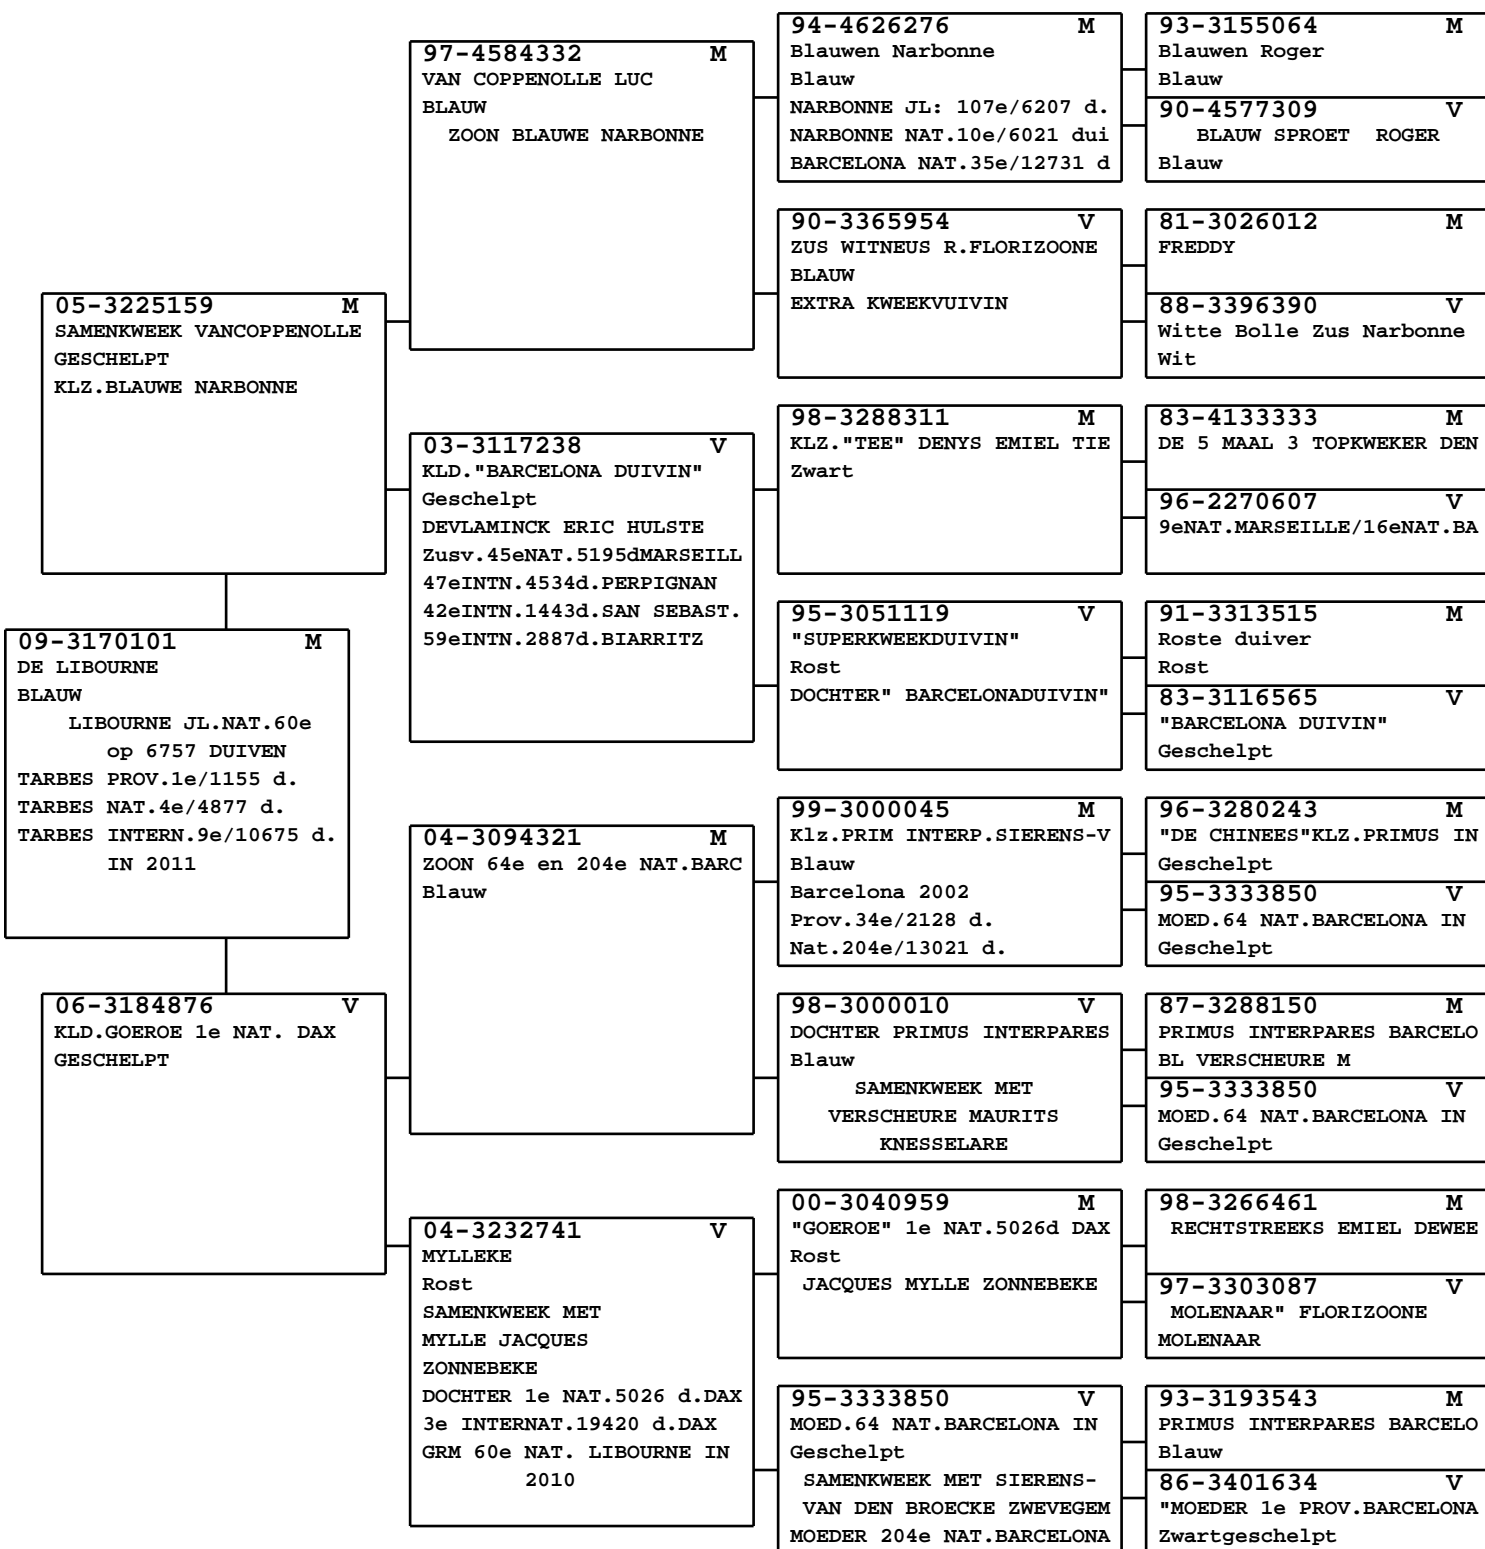 09-3170101 M
DE LIBOURNE
BLAUW
LIBOURNE JL.NAT.60e
op 6757 DUIVEN
TARBES PROV.1e/1155 d.
TARBES NAT.4e/4877 d.
TARBES INTERN.9e/10675 d.
IN 2011
05-3225159 M
SAMENKWEEK VANCOPPENOLLE
GESCHELPT
KLZ.BLAUWE NARBONNE
06-3184876 V
KLD.GOEROE 1e NAT. DAX
GESCHELPT
97-4584332 M
VAN COPPENOLLE LUC
BLAUW
ZOON BLAUWE NARBONNE
03-3117238 V
KLD."BARCELONA DUIVIN"
Geschelpt
DEVLAMINCK ERIC HULSTE
Zusv.45eNAT.5195dMARSEILL
47eINTN.4534d.PERPIGNAN
42eINTN.1443d.SAN SEBAST.
59eINTN.2887d.BIARRITZ
04-3094321 M
ZOON 64e en 204e NAT.BARC
Blauw
04-3232741 V
MYLLEKE
Rost
SAMENKWEEK MET
MYLLE JACQUES
ZONNEBEKE
DOCHTER 1e NAT.5026 d.DAX
3e INTERNAT.19420 d.DAX
GRM 60e NAT. LIBOURNE IN
2010
94-4626276 M
Blauwen Narbonne
Blauw
NARBONNE JL: 107e/6207 d.
NARBONNE NAT.10e/6021 dui
BARCELONA NAT.35e/12731 d
90-3365954 V
ZUS WITNEUS R.FLORIZOONE
BLAUW
EXTRA KWEEKVUIVIN
98-3288311 M
KLZ."TEE" DENYS EMIEL TIE
Zwart
95-3051119 V
"SUPERKWEEKDUIVIN"
Rost
DOCHTER" BARCELONADUIVIN"
99-3000045 M
Klz.PRIM INTERP.SIERENS-V
Blauw
Barcelona 2002
Prov.34e/2128 d.
Nat.204e/13021 d.
98-3000010 V
DOCHTER PRIMUS INTERPARES
Blauw
SAMENKWEEK MET
VERSCHEURE MAURITS
KNESSELARE
00-3040959 M
"GOEROE" 1e NAT.5026d DAX
Rost
JACQUES MYLLE ZONNEBEKE
95-3333850 V
MOED.64 NAT.BARCELONA IN
Geschelpt
SAMENKWEEK MET SIERENS-
VAN DEN BROECKE ZWEVEGEM
MOEDER 204e NAT.BARCELONA
93-3155064 M
Blauwen Roger
Blauw
90-4577309 V
BLAUW SPROET ROGER
Blauw
81-3026012 M
FREDDY
88-3396390 V
Witte Bolle Zus Narbonne
Wit
83-4133333 M
DE 5 MAAL 3 TOPKWEKER DEN
96-2270607 V
9eNAT.MARSEILLE/16eNAT.BA
91-3313515 M
Roste duiver
Rost
83-3116565 V
"BARCELONA DUIVIN"
Geschelpt
96-3280243 M
"DE CHINEES"KLZ.PRIMUS IN
Geschelpt
95-3333850 V
MOED.64 NAT.BARCELONA IN
Geschelpt
87-3288150 M
PRIMUS INTERPARES BARCELO
BL VERSCHEURE M
95-3333850 V
MOED.64 NAT.BARCELONA IN
Geschelpt
98-3266461 M
RECHTSTREEKS EMIEL DEWEE
97-3303087 V
MOLENAAR" FLORIZOONE
MOLENAAR
93-3193543 M
PRIMUS INTERPARES BARCELO
Blauw
86-3401634 V
"MOEDER 1e PROV.BARCELONA
Zwartgeschelpt